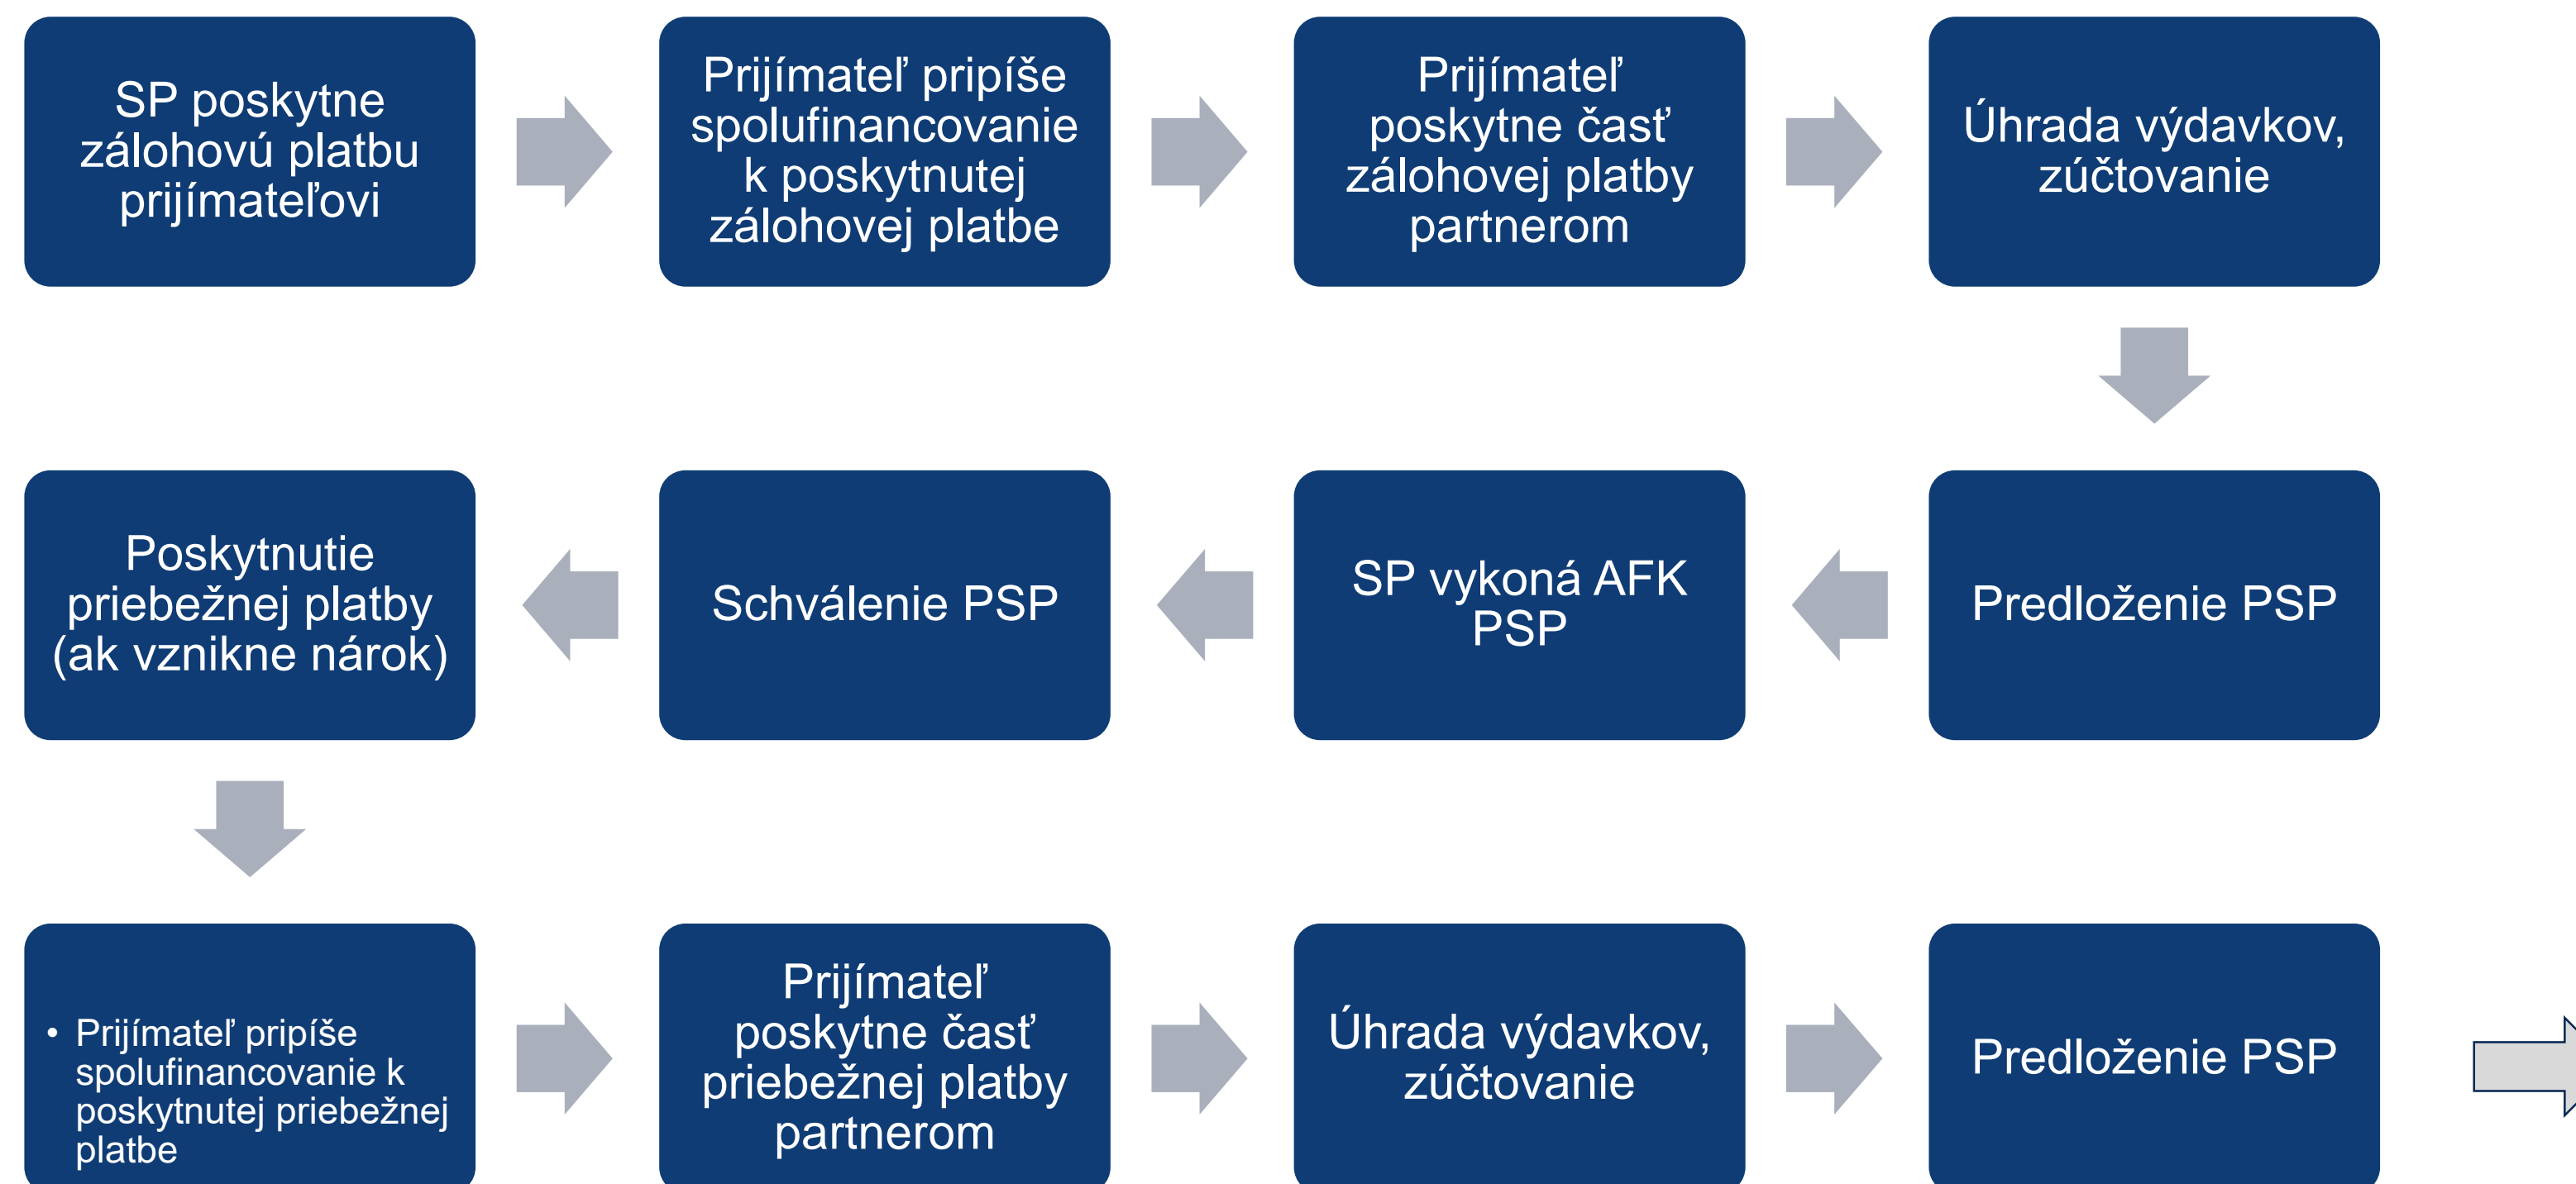 SP poskytne
zálohovú platbu
prijímateľovi
Prijímateľ pripíše
spolufinancovanie
k poskytnutej
zálohovej platbe
Prijímateľ
poskytne časť
zálohovej platby
partnerom
Úhrada výdavkov,
zúčtovanie
Predloženie PSP
SP vykoná AFK
PSP
Schválenie PSP
Poskytnutie
priebežnej platby
(ak vznikne nárok)
• Prijímateľ pripíše
spolufinancovanie k
poskytnutej priebežnej
platbe
Prijímateľ
poskytne časť
priebežnej platby
partnerom
Úhrada výdavkov,
zúčtovanie
Predloženie PSP